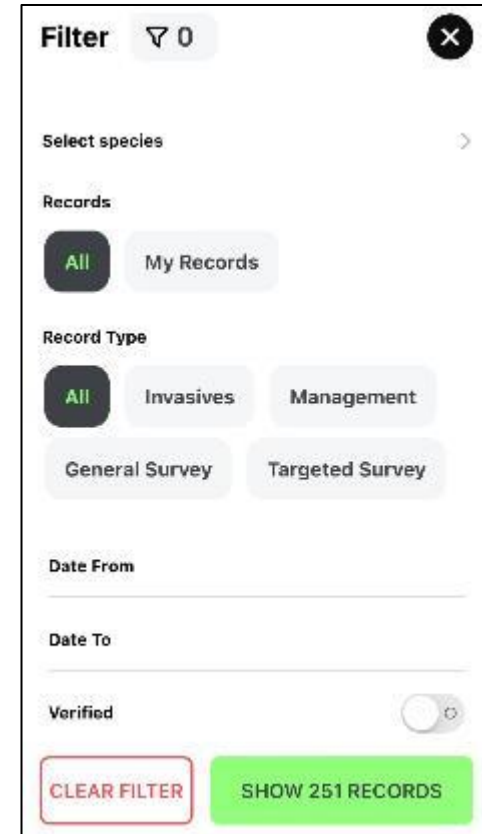 Filter 0
Select species
Records
All My Records
Record Type
All Invasives Management
General Survey Targeted Survey
Date From
Date To
Verified
CLEAR FILTER SHOW 251 RECORDS